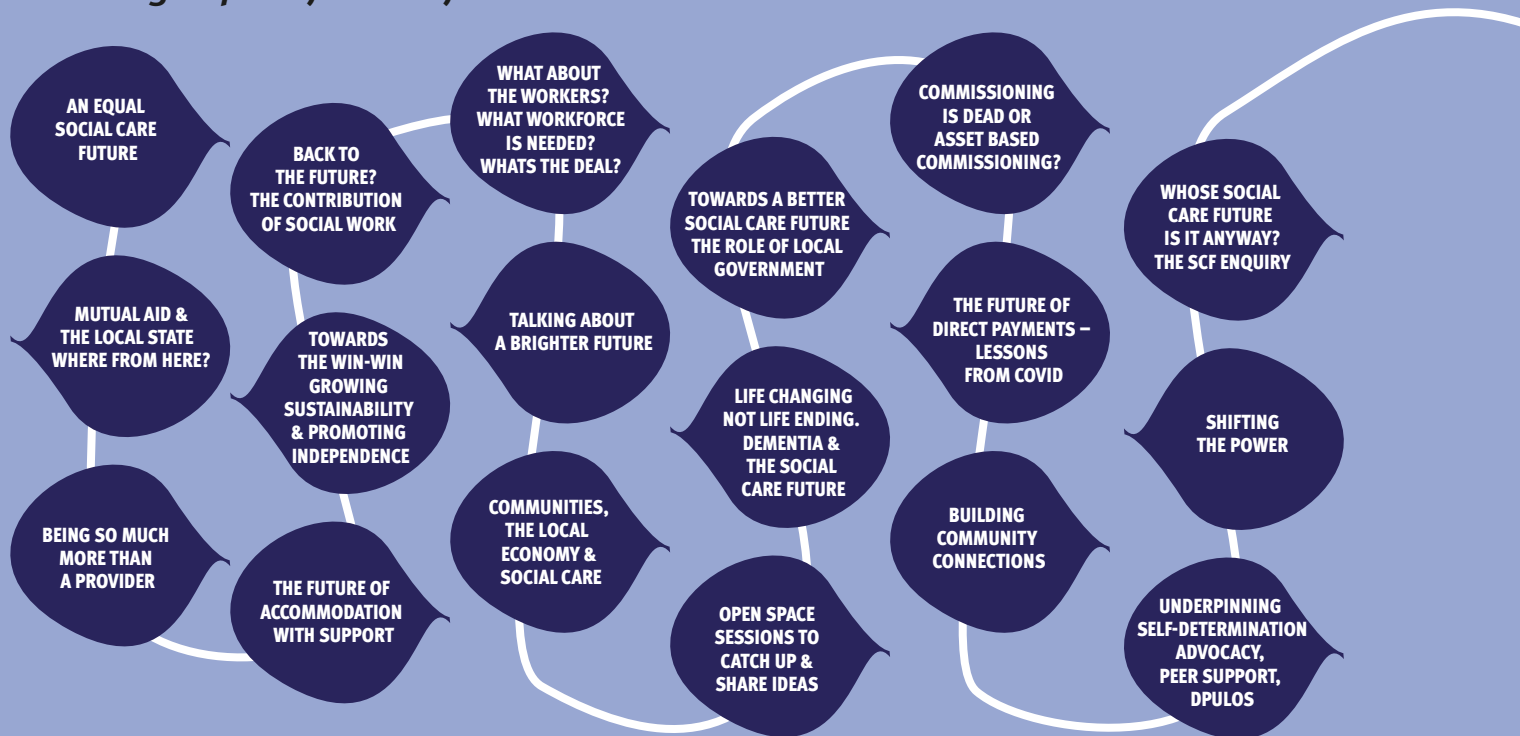 AN EQUAL
SOCIAL CARE
FUTURE
MUTUAL AID &
THE LOCAL STATE
WHERE FROM HERE?
BEING SO MUCH
MORE THAN
A PROVIDER
BACK TO
THE FUTURE?
THE CONTRIBUTION
OF SOCIAL WORK
TOWARDS
THE WIN-WIN
GROWING
SUSTAINABILITY
& PROMOTING
INDEPENDENCE
THE FUTURE OF
ACCOMMODATION
WITH SUPPORT
WHAT ABOUT
THE WORKERS?
WHAT WORKFORCE
IS NEEDED?
WHATS THE DEAL?
TALKING ABOUT
A BRIGHTER FUTURE
COMMUNITIES,
THE LOCAL
ECONOMY &
SOCIAL CARE
TOWARDS A BETTER
SOCIAL CARE FUTURE
THE ROLE OF LOCAL
GOVERNMENT
LIFE CHANGING
NOT LIFE ENDING.
DEMENTIA &
THE SOCIAL
CARE FUTURE
OPEN SPACE
SESSIONS TO
CATCH UP &
SHARE IDEAS
COMMISSIONING
IS DEAD OR
ASSET BASED
COMMISSIONING?
THE FUTURE OF
DIRECT PAYMENTS –
LESSONS
FROM COVID
BUILDING
COMMUNITY
CONNECTIONS
WHOSE SOCIAL
CARE FUTURE
IS IT ANYWAY?
THE SCF ENQUIRY
SHIFTING
THE POWER
UNDERPINNING
SELF-DETERMINATION
ADVOCACY,
PEER SUPPORT,
DPULOS